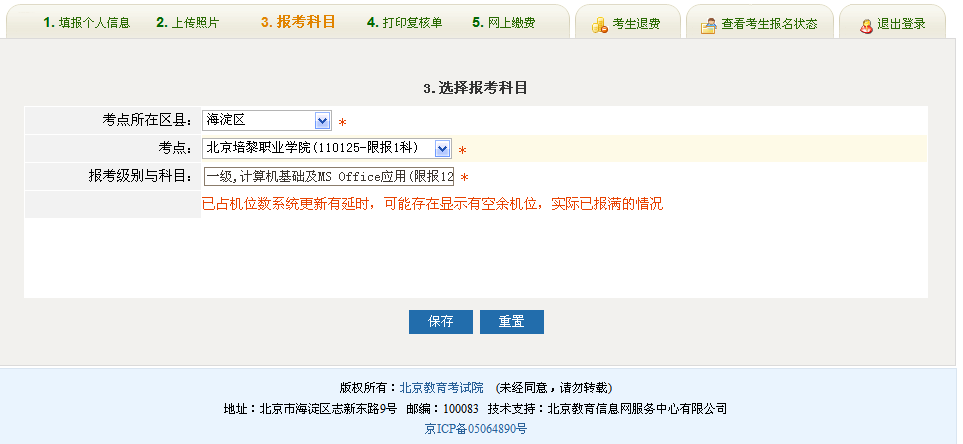 1. 填报个人信息 2. 上传照片 3. 报考科目 4. 打印复核单 5. 网上缴费 考生退费 查看考生报名状态 退出登录
3.选择报考科目
考点所在区县： 海淀区 *
考点： 北京培黎职业学院(110125-限报1科) *
报考级别与科目： 一级,计算机基础及MS Office应用(限报12 *
已占机位数系统更新有延时，可能存在显示有空余机位，实际已报满的情况
保存 重置
版权所有：北京教育考试院 (未经同意，请勿转载)
地址：北京市海淀区志新东路9号 邮编：100083 技术支持：北京教育信息网服务中心有限公司
京ICP备05064890号